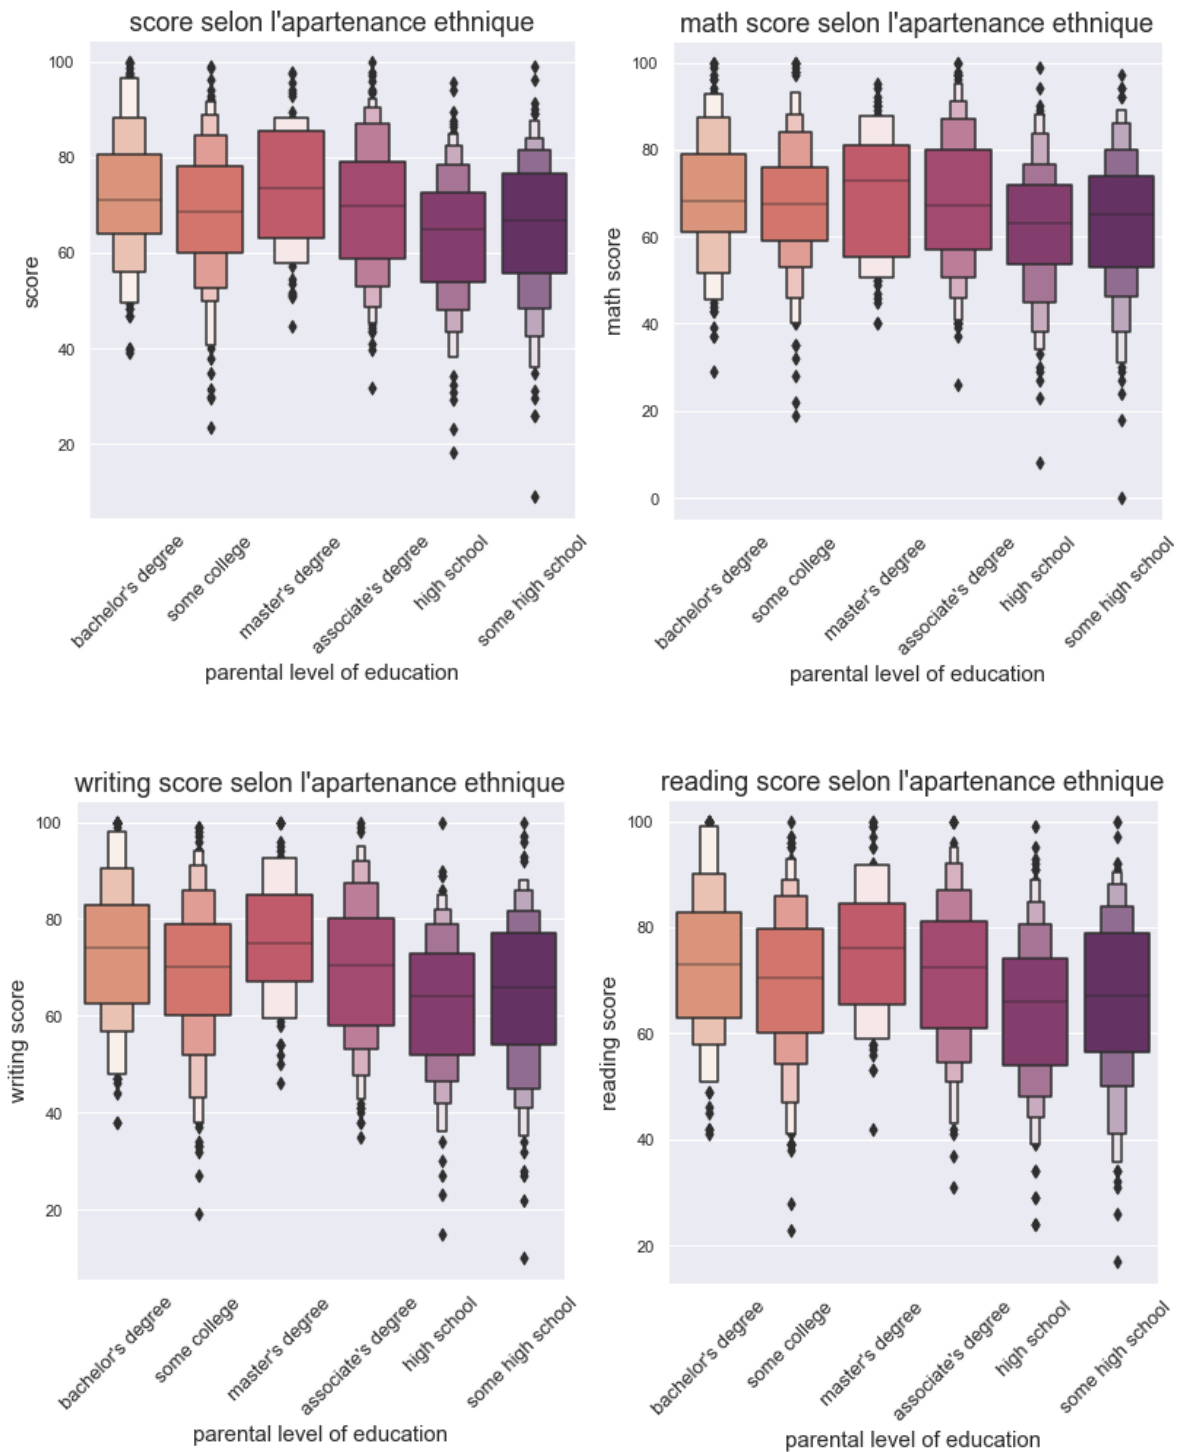 score selon l'apartenance ethnique
score
100
80
60
40
20
bachelor's degree
some college
master's degree
associate's degree
high school
some high school
parental level of education
math score selon l'apartenance ethnique
math score
100
80
60
40
20
0
bachelor's degree
some college
master's degree
associate's degree
high school
some high school
parental level of education
writing score selon l'apartenance ethnique
writing score
100
80
60
40
20
bachelor's degree
some college
master's degree
associate's degree
high school
some high school
parental level of education
reading score selon l'apartenance ethnique
reading score
100
80
60
40
20
bachelor's degree
some college
master's degree
associate's degree
high school
some high school
parental level of education